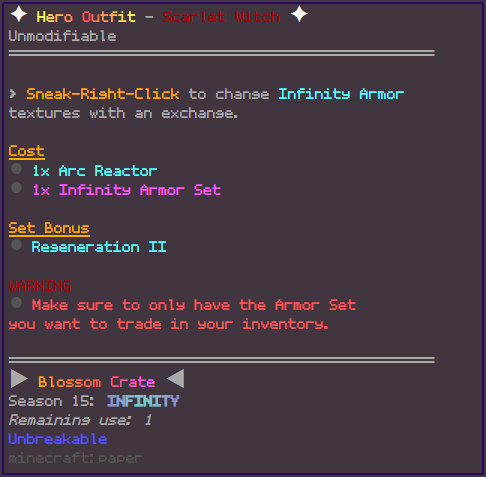 ✦ Hero Outfit - Scarlet Witch ✦
Unmodifiable
> Sneak-Right-Click to change Infinity Armor
textures with an exchange.
Cost
● 1x Arc Reactor
● 1x Infinity Armor Set
Set Bonus
● Regeneration II
WARNING
● Make sure to only have the Armor Set
you want to trade in your inventory.
▶ Blossom Crate ◀
Season 15: INFINITY
Remaining use: 1
Unbreakable
minecraft:paper